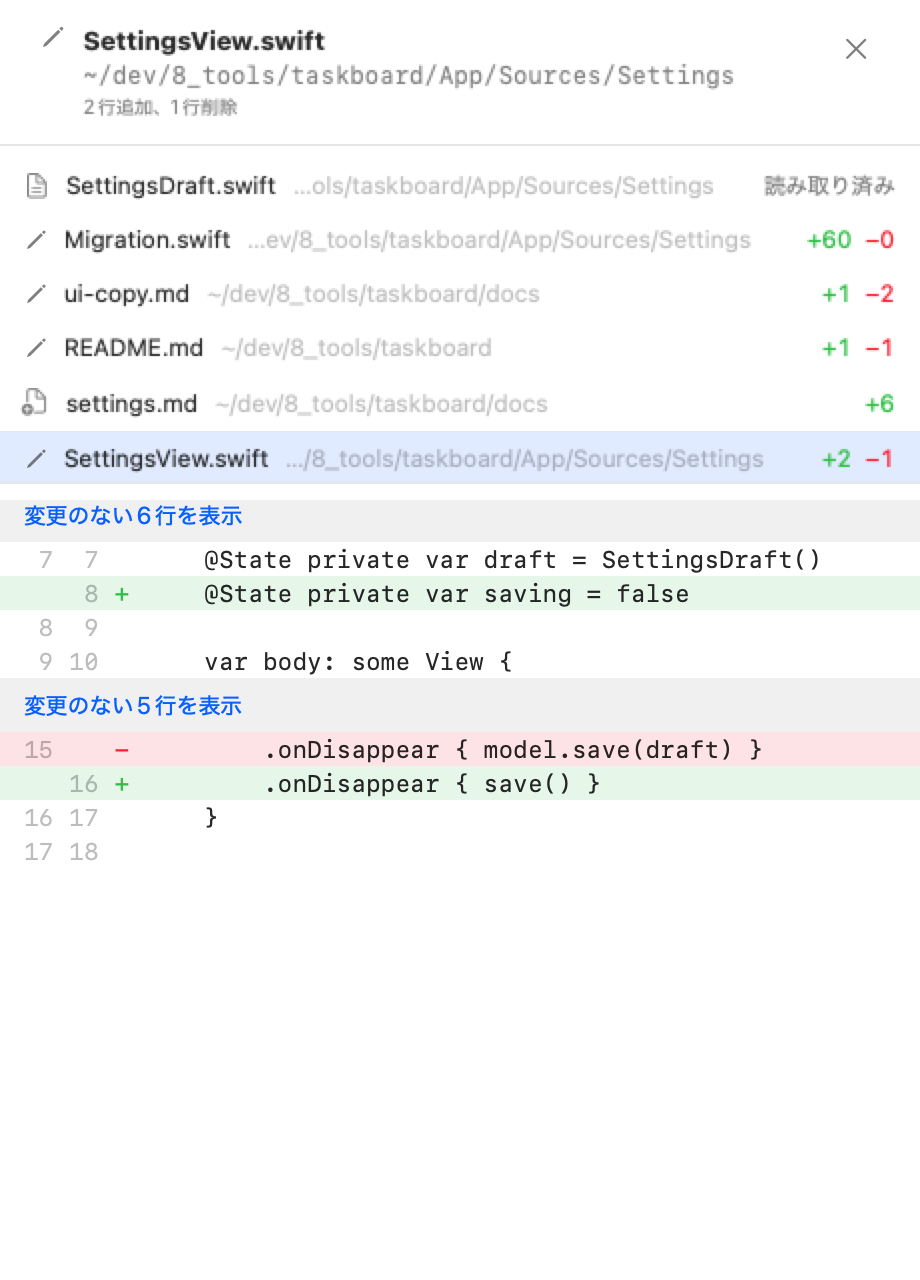 SettingsView.swift
~/dev/8_tools/taskboard/App/Sources/Settings
2行追加、1行削除
SettingsDraft.swift ...ols/taskboard/App/Sources/Settings 読み取り済み
Migration.swift ...ev/8_tools/taskboard/App/Sources/Settings +60 −0
ui-copy.md ~/dev/8_tools/taskboard/docs +1 −2
README.md ~/dev/8_tools/taskboard +1 −1
settings.md ~/dev/8_tools/taskboard/docs +6
SettingsView.swift .../8_tools/taskboard/App/Sources/Settings +2 −1
変更のない6行を表示
7 7 @State private var draft = SettingsDraft()
8 + @State private var saving = false
8 9
9 10 var body: some View {
変更のない5行を表示
15 − .onDisappear { model.save(draft) }
16 + .onDisappear { save() }
16 17 }
17 18